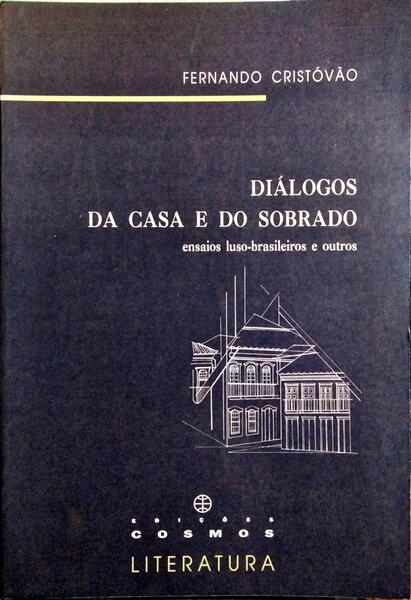 FERNANDO CRISTÓVÃO
DIÁLOGOS
DA CASA E DO SOBRADO
ensaios luso-brasileiros e outros
EDIÇÕES
COSMOS
LITERATURA